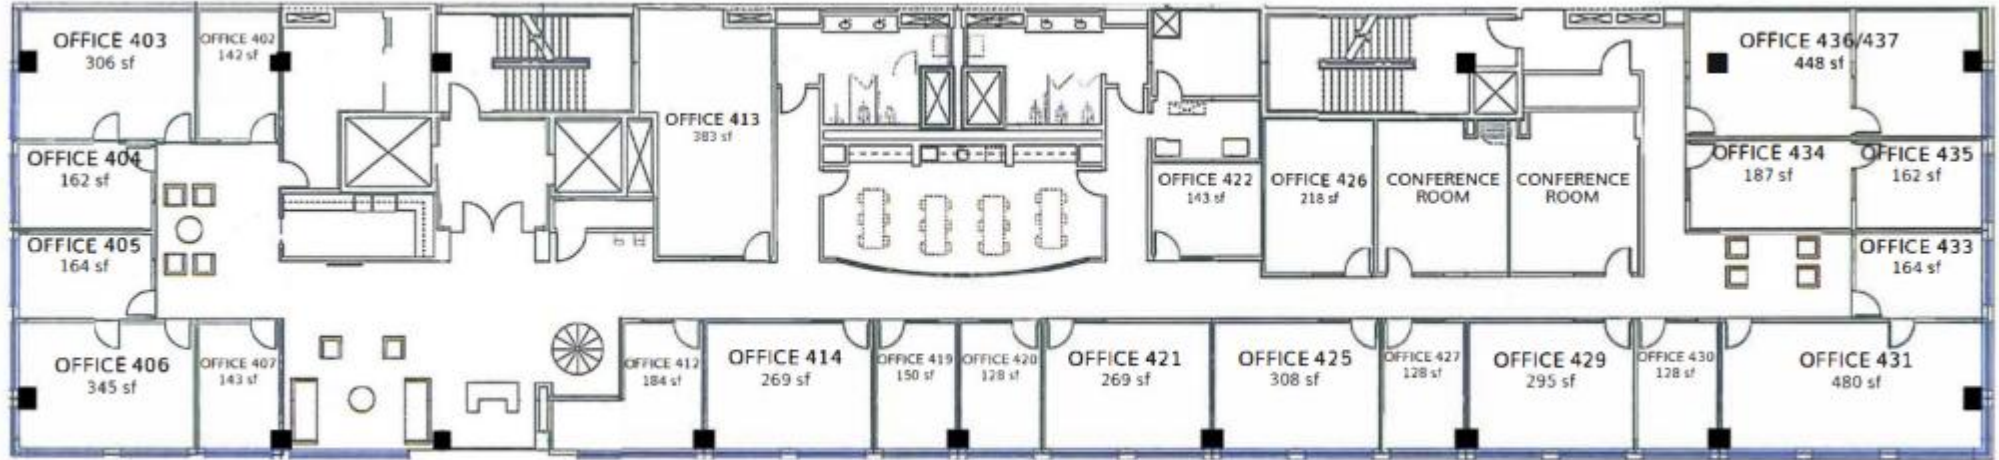 OFFICE 403
306 sf
OFFICE 402
142 sf
OFFICE 413
383 sf
OFFICE 436/437
448 sf
OFFICE 404
162 sf
OFFICE 422
143 sf
OFFICE 426
218 sf
CONFERENCE
ROOM
CONFERENCE
ROOM
OFFICE 434
187 sf
OFFICE 435
162 sf
OFFICE 405
164 sf
OFFICE 433
164 sf
OFFICE 406
345 sf
OFFICE 407
143 sf
OFFICE 412
184 sf
OFFICE 414
269 sf
OFFICE 419
150 sf
OFFICE 420
128 sf
OFFICE 421
269 sf
OFFICE 425
308 sf
OFFICE 427
128 sf
OFFICE 429
295 sf
OFFICE 430
128 sf
OFFICE 431
480 sf